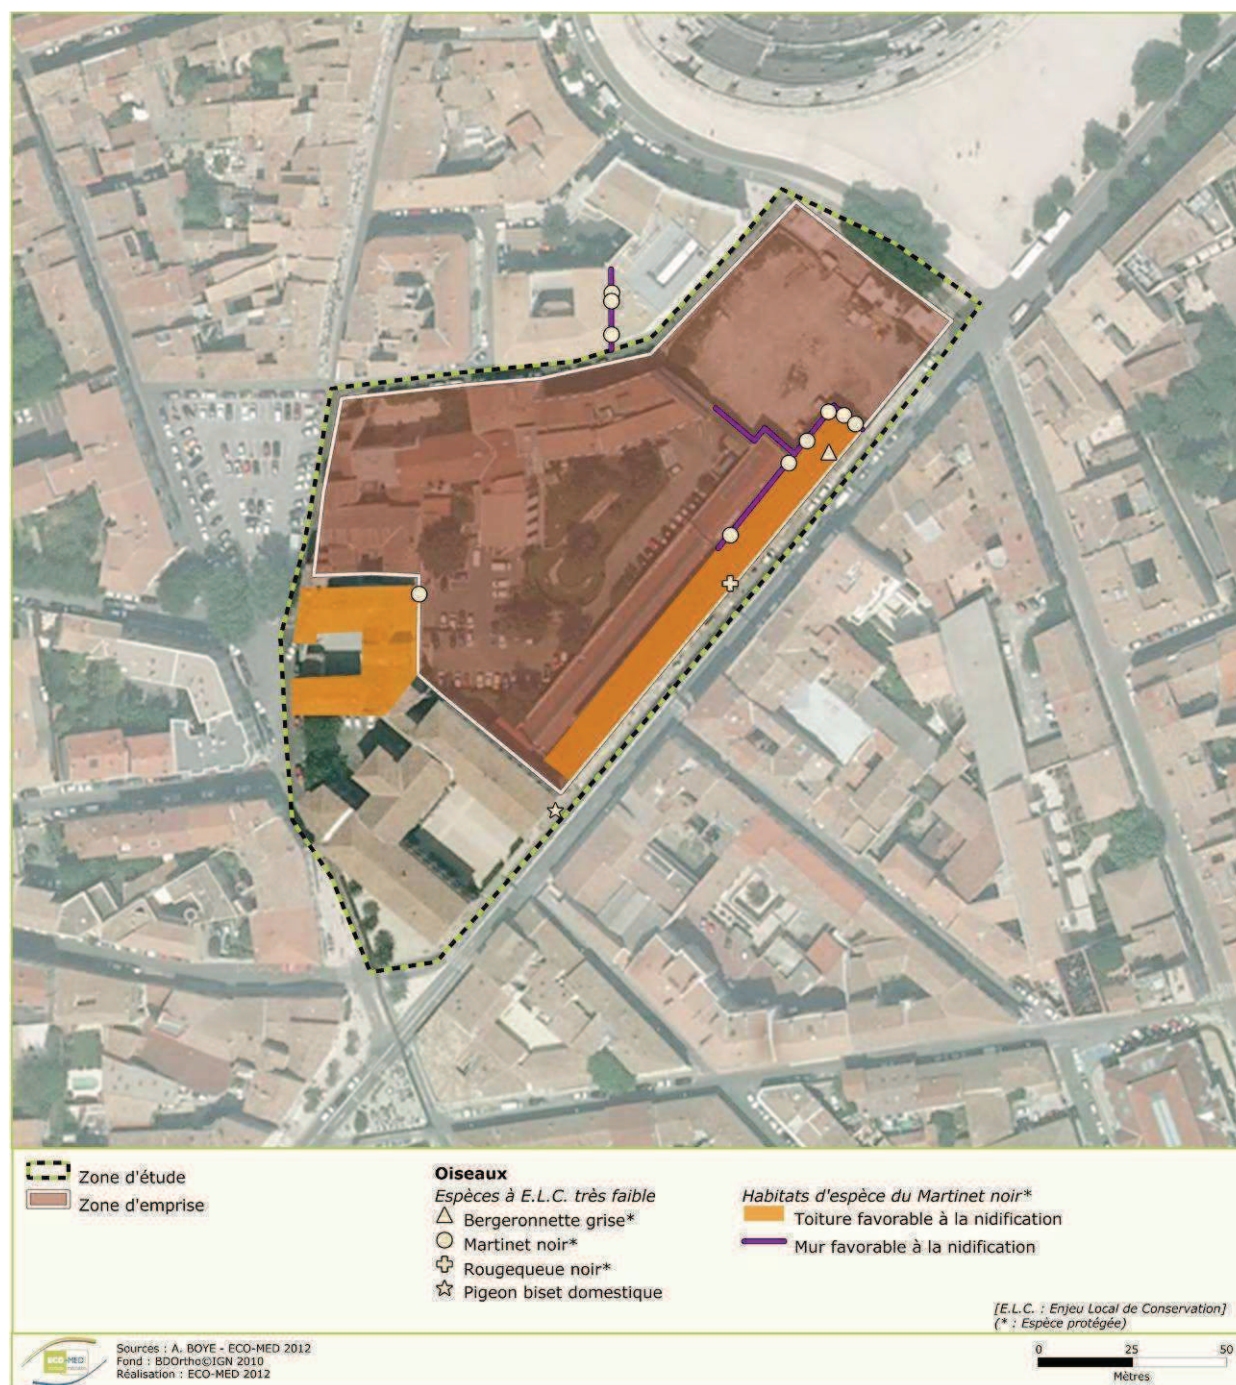 Zone d'étude
Zone d'emprise
Oiseaux
Espèces à E.L.C. très faible
Bergeronnette grise*
Martinet noir*
Rougequeue noir*
Pigeon biset domestique
Habitats d'espèce du Martinet noir*
Toiture favorable à la nidification
Mur favorable à la nidification
[E.L.C. : Enjeu Local de Conservation]
(* : Espèce protégée)
ECO-MED
Sources : A. BOYE - ECO-MED 2012
Fond : BDOrtho©IGN 2010
Réalisation : ECO-MED 2012
0 25 50
Mètres